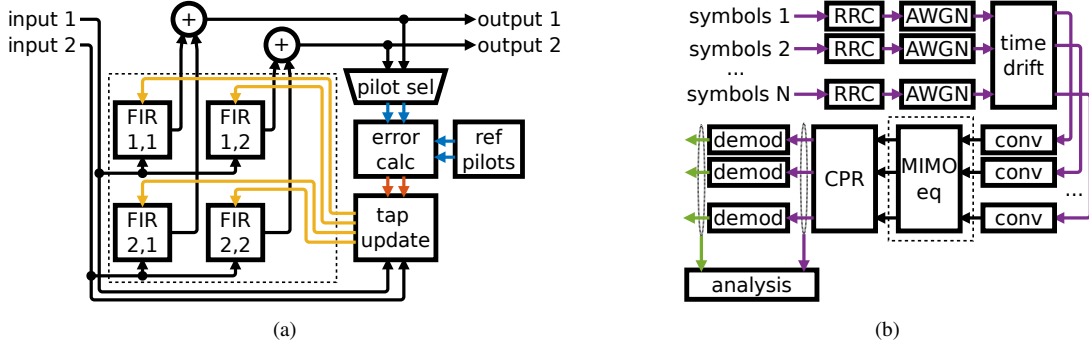 input 1
input 2
+
+
output 1
output 2
pilot sel
error
calc
ref
pilots
tap
update
FIR
1,1
FIR
1,2
FIR
2,1
FIR
2,2
(a)
symbols 1
RRC
AWGN
symbols 2
RRC
AWGN
...
symbols N
RRC
AWGN
time
drift
demod
demod
demod
CPR
MIMO
eq
conv
conv
...
conv
analysis
(b)